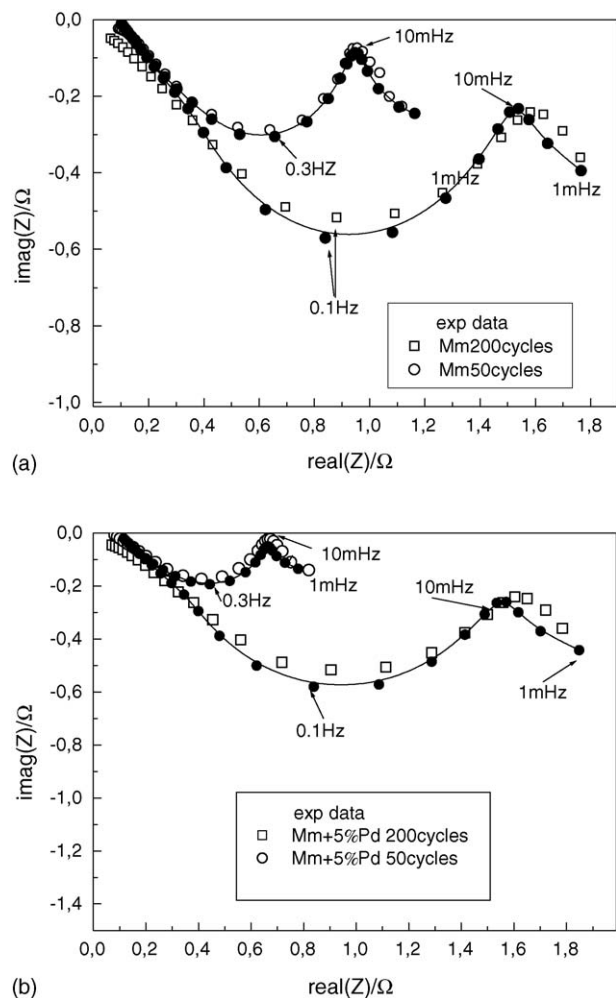 0,0
-0,2
-0,4
-0,6
-0,8
-1,0
imag(Z)/Ω
10mHz
10mHz
0.3HZ
1mHz
1mHz
0.1Hz
exp data
Mm200cycles
Mm50cycles
0,0 0,2 0,4 0,6 0,8 1,0 1,2 1,4 1,6 1,8
(a)
real(Z)/Ω
0,0
-0,2
-0,4
-0,6
-0,8
-1,0
-1,2
-1,4
imag(Z)/Ω
10mHz
1mHz
0.3Hz
10mHz
1mHz
0.1Hz
exp data
Mm+5%Pd 200cycles
Mm+5%Pd 50cycles
0,0 0,2 0,4 0,6 0,8 1,0 1,2 1,4 1,6 1,8
(b)
real(Z)/Ω